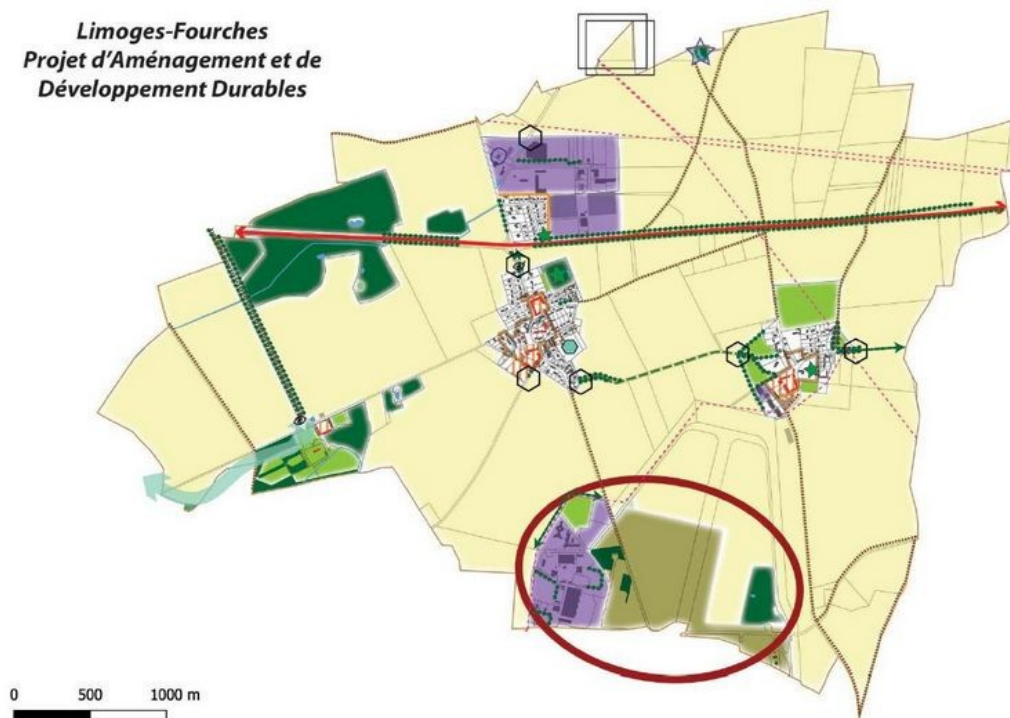 Limoges-Fourches
Projet d'Aménagement et de
Développement Durables
0 500 1000 m